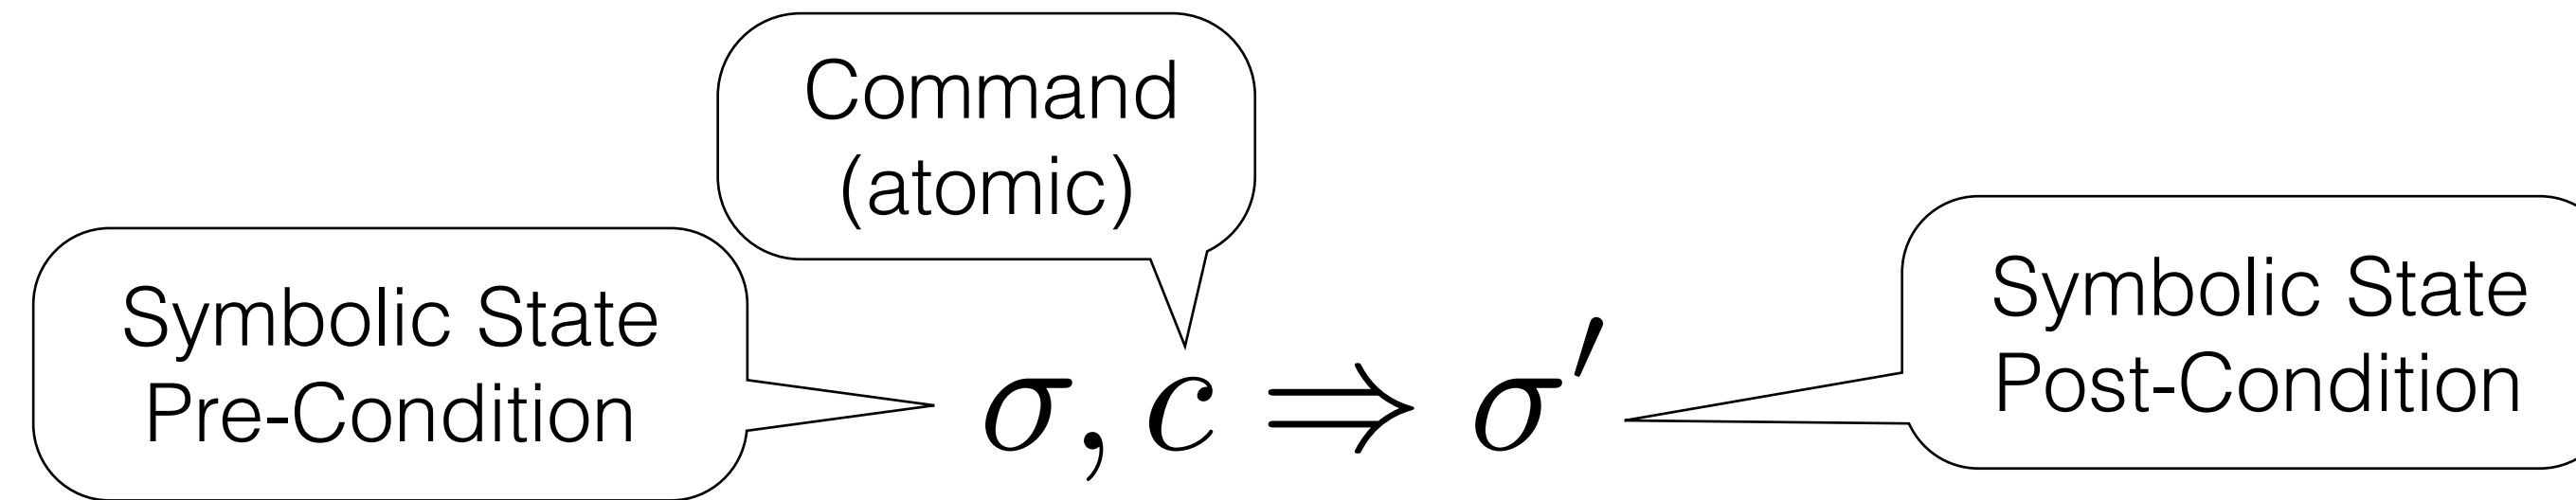 Command
(atomic)
Symbolic State
Pre-Condition
σ, c ⇒ σ′
Symbolic State
Post-Condition